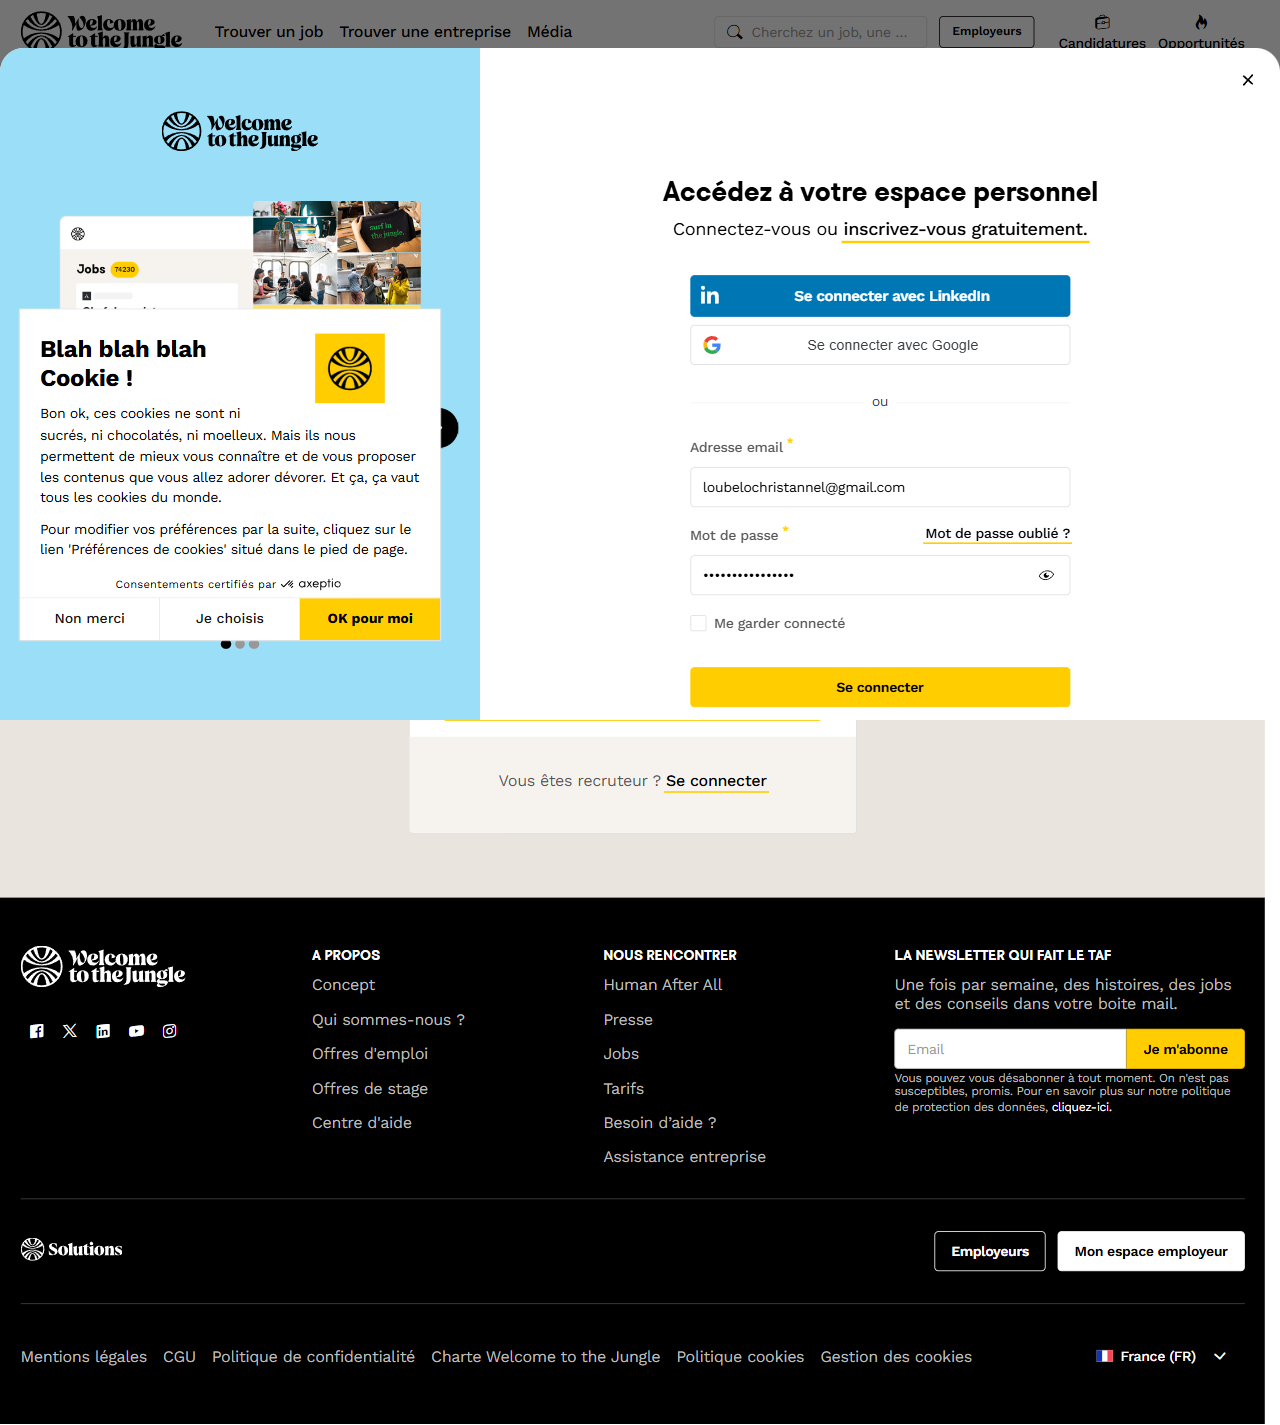 Welcome
to the Jungle
Trouver un job
Trouver une entreprise
Média
Cherchez un job, une ...
Employeurs
Candidatures
Opportunités
Welcome
to the Jungle
Jobs 74230
surf in
the jungle.
Blah blah blah
Cookie !
Bon ok, ces cookies ne sont ni
sucrés, ni chocolatés, ni moelleux. Mais ils nous
permettent de mieux vous connaître et de vous proposer
les contenus que vous allez adorer dévorer. Et ça, ça vaut
tous les cookies du monde.
Pour modifier vos préférences par la suite, cliquez sur le
lien 'Préférences de cookies' situé dans le pied de page.
Consentements certifiés par axeptio
Non merci
Je choisis
OK pour moi
Accédez à votre espace personnel
Connectez-vous ou inscrivez-vous gratuitement.
in Se connecter avec LinkedIn
Se connecter avec Google
ou
Adresse email *
loubelochristannel@gmail.com
Mot de passe *
Mot de passe oublié ?
••••••••••••••••
Me garder connecté
Se connecter
Vous êtes recruteur ? Se connecter
Welcome
to the Jungle
A PROPOS
Concept
Qui sommes-nous ?
Offres d'emploi
Offres de stage
Centre d'aide
NOUS RENCONTRER
Human After All
Presse
Jobs
Tarifs
Besoin d’aide ?
Assistance entreprise
LA NEWSLETTER QUI FAIT LE TAF
Une fois par semaine, des histoires, des jobs
et des conseils dans votre boite mail.
Email
Je m'abonne
Vous pouvez vous désabonner à tout moment. On n'est pas
susceptibles, promis. Pour en savoir plus sur notre politique
de protection des données, cliquez-ici.
Solutions
Employeurs
Mon espace employeur
Mentions légales
CGU
Politique de confidentialité
Charte Welcome to the Jungle
Politique cookies
Gestion des cookies
France (FR)